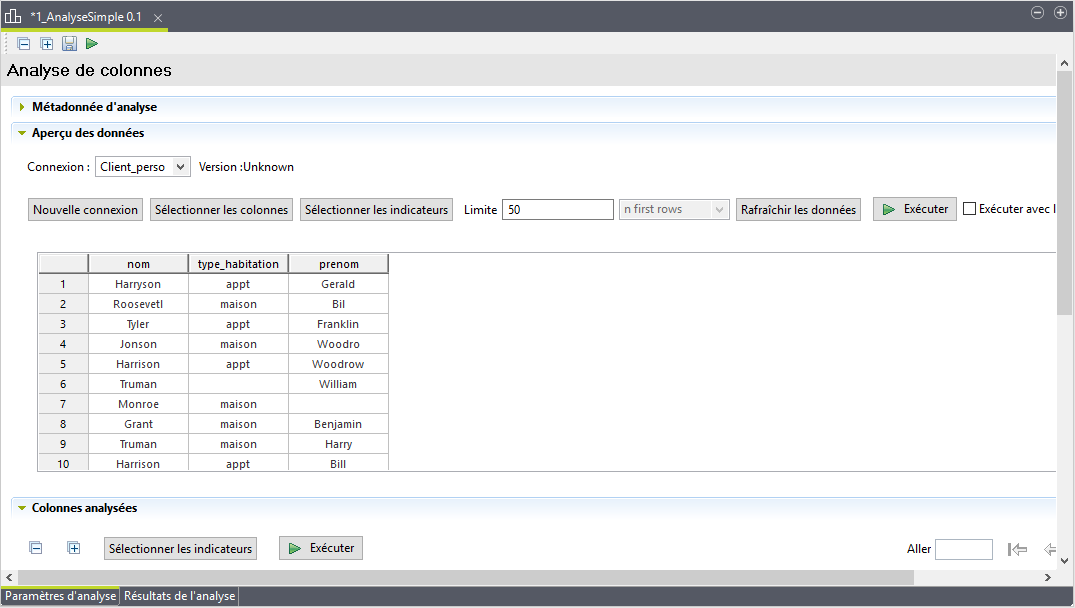 *1_AnalyseSimple 0.1
Analyse de colonnes
Métadonnée d'analyse
Aperçu des données
Connexion : Client_perso Version :Unknown
Nouvelle connexion Sélectionner les colonnes Sélectionner les indicateurs Limite 50 n first rows Rafraîchir les données Exécuter Exécuter avec l
nom type_habitation prenom
1 Harryson appt Gerald
2 Roosevetl maison Bil
3 Tyler appt Franklin
4 Jonson maison Woodro
5 Harrison appt Woodrow
6 Truman William
7 Monroe maison
8 Grant maison Benjamin
9 Truman maison Harry
10 Harrison appt Bill
Colonnes analysées
Sélectionner les indicateurs Exécuter Aller
Paramètres d'analyse Résultats de l'analyse